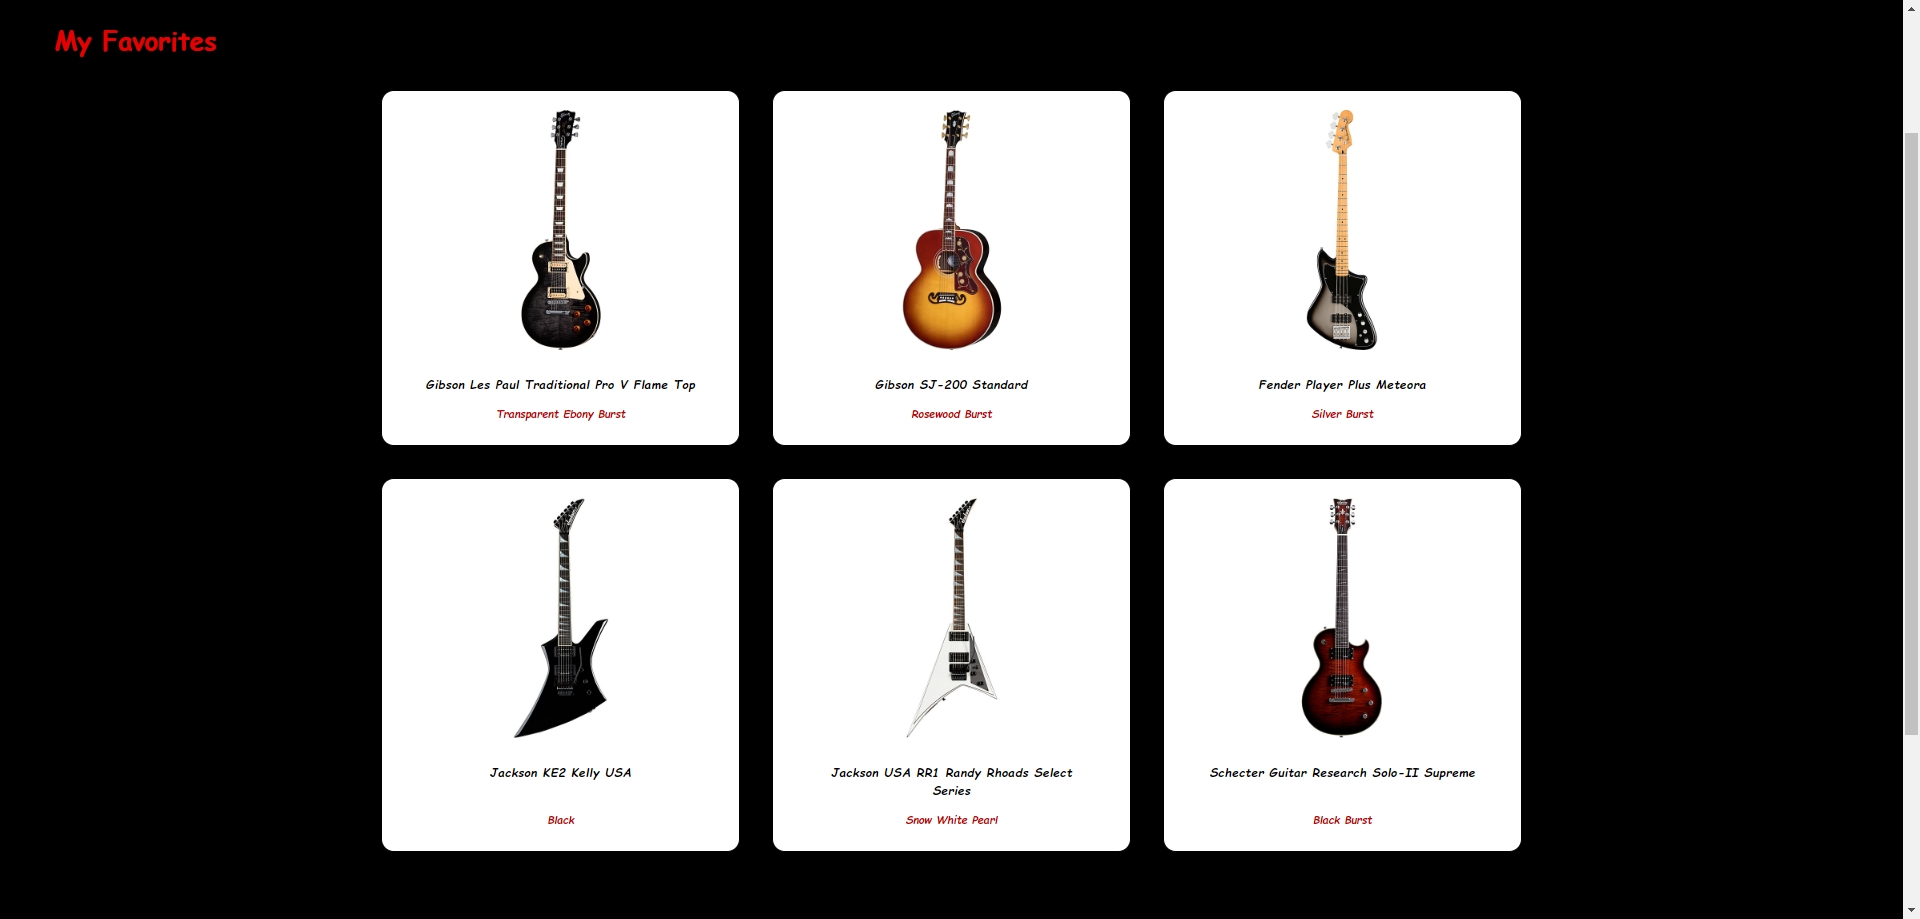 My Favorites
Gibson Les Paul Traditional Pro V Flame Top
Transparent Ebony Burst
Gibson SJ-200 Standard
Rosewood Burst
Fender Player Plus Meteora
Silver Burst
Jackson KE2 Kelly USA
Black
Jackson USA RR1 Randy Rhoads Select
Series
Snow White Pearl
Schecter Guitar Research Solo-II Supreme
Black Burst